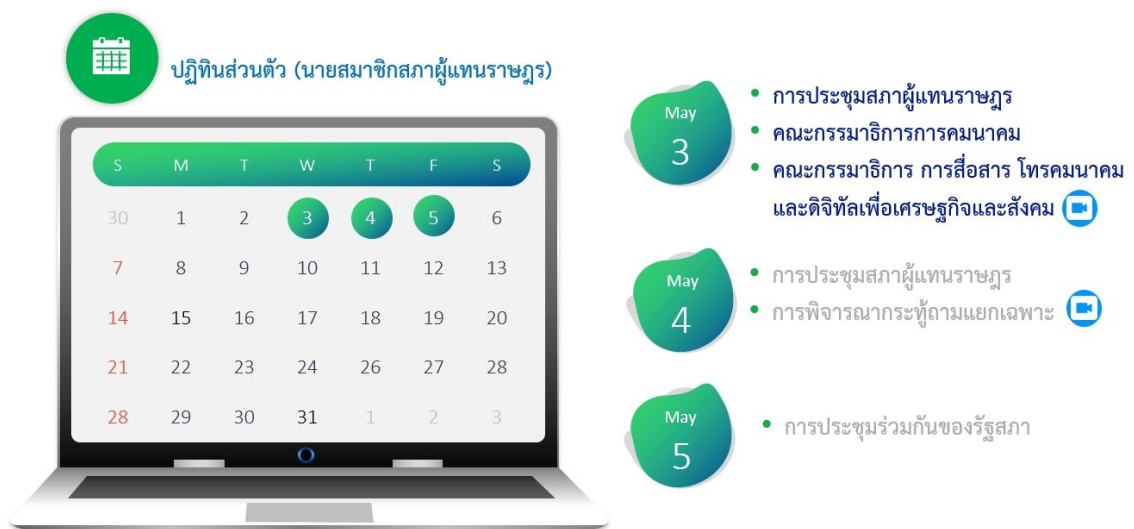 ปฏิทินส่วนตัว (นายสมาชิกสภาผู้แทนราษฎร)
S M T W T F S
30 1 2 3 4 5 6
7 8 9 10 11 12 13
14 15 16 17 18 19 20
21 22 23 24 26 27 28
28 29 30 31 1 2 3
May
3
• การประชุมสภาผู้แทนราษฎร
• คณะกรรมาธิการการคมนาคม
• คณะกรรมาธิการ การสื่อสาร โทรคมนาคม
และดิจิทัลเพื่อเศรษฐกิจและสังคม
May
4
• การประชุมสภาผู้แทนราษฎร
• การพิจารณากระทู้ถามแยกเฉพาะ
May
5
• การประชุมร่วมกันของรัฐสภา